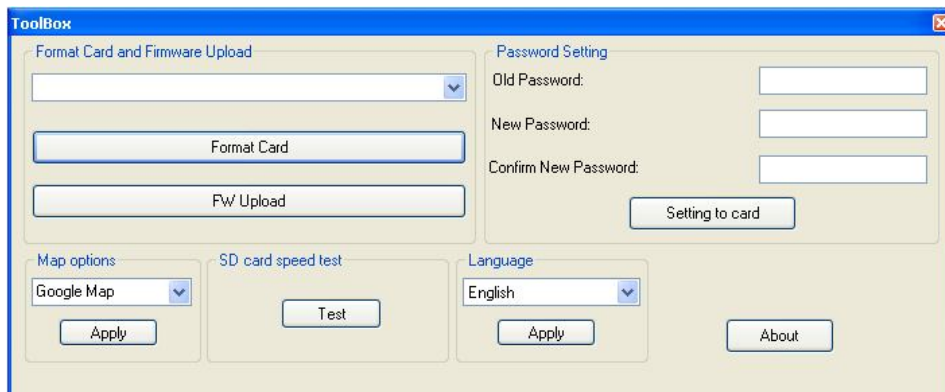 ToolBox
Format Card and Firmware Upload
Format Card
FW Upload
Password Setting
Old Password:
New Password:
Confirm New Password:
Setting to card
Map options
Google Map
Apply
SD card speed test
Test
Language
English
Apply
About